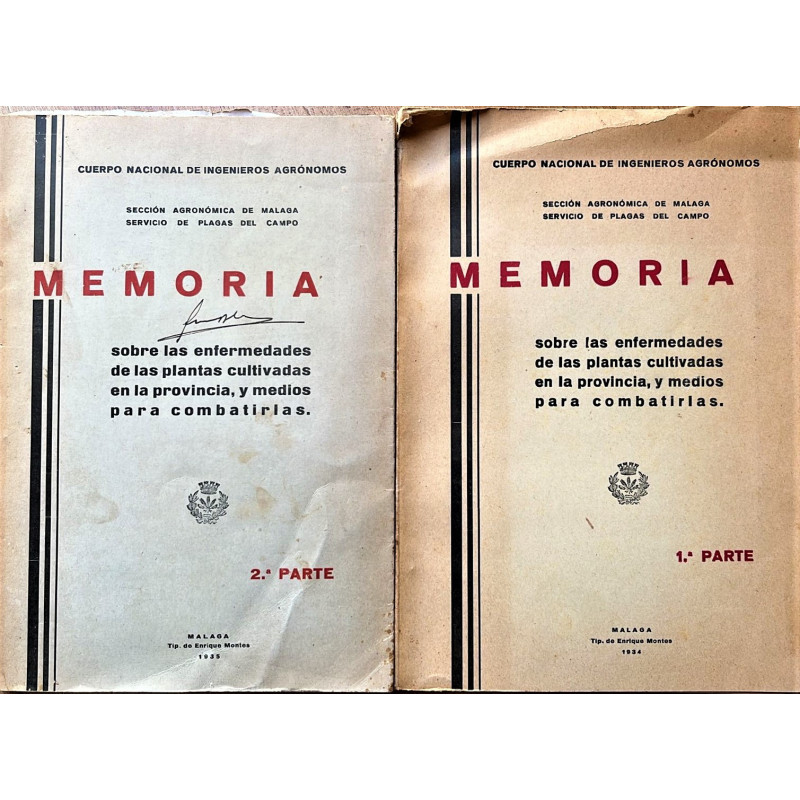 CUERPO NACIONAL DE INGENIEROS AGRÓNOMOS
SECCIÓN AGRONÓMICA DE MALAGA
SERVICIO DE PLAGAS DEL CAMPO
MEMORIA
sobre las enfermedades
de las plantas cultivadas
en la provincia, y medios
para combatirlas.
2.ª PARTE
MALAGA
Tip. de Enrique Montes
1935
CUERPO NACIONAL DE INGENIEROS AGRÓNOMOS
SECCIÓN AGRONÓMICA DE MALAGA
SERVICIO DE PLAGAS DEL CAMPO
MEMORIA
sobre las enfermedades
de las plantas cultivadas
en la provincia, y medios
para combatirlas.
1.ª PARTE
MALAGA
Tip. de Enrique Montes
1934